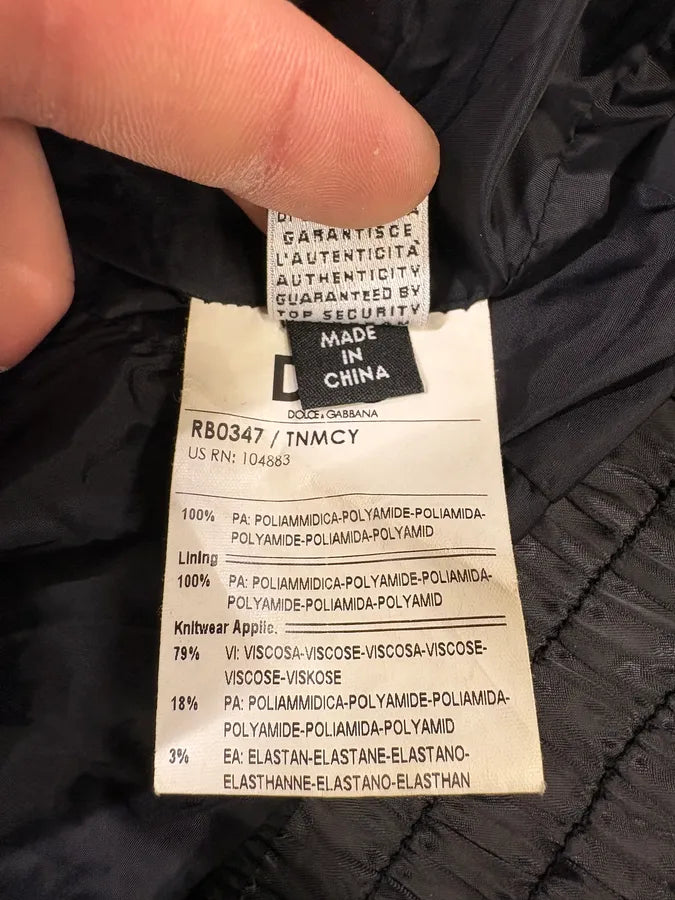 GARANTISCE
L'AUTENTICITÀ
AUTHENTICITY
GUARANTEED BY
TOP SECURITY
MADE
IN
CHINA
D
DOLCE & GABBANA
RB0347 / TNMCY
US RN: 104883
100% PA: POLIAMMIDICA-POLYAMIDE-POLIAMIDA-
POLYAMIDE-POLIAMIDA-POLYAMID
Lining
100% PA: POLIAMMIDICA-POLYAMIDE-POLIAMIDA-
POLYAMIDE-POLIAMIDA-POLYAMID
Knitwear Applic.
79% VI: VISCOSA-VISCOSE-VISCOSA-VISCOSE-
VISCOSE-VISKOSE
18% PA: POLIAMMIDICA-POLYAMIDE-POLIAMIDA-
POLYAMIDE-POLIAMIDA-POLYAMID
3% EA: ELASTAN-ELASTANE-ELASTANO-
ELASTHANNE-ELASTANO-ELASTHAN